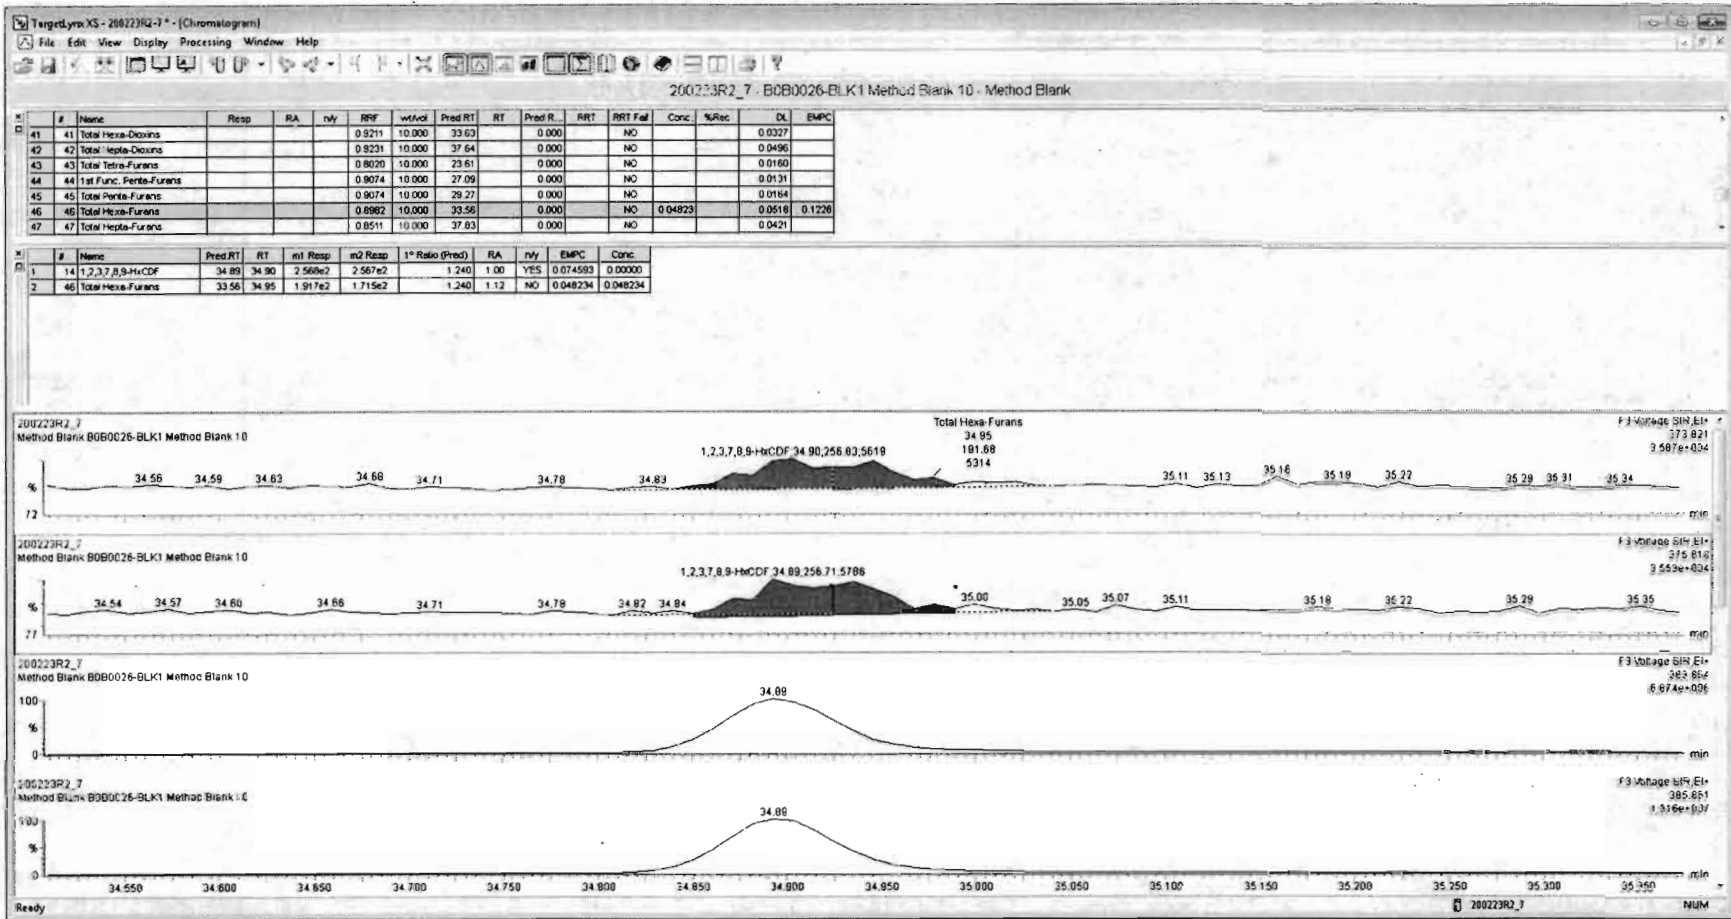 TargetLynx XS - 200223R2-7 * - [Chromatogram]
File Edit View Display Processing Window Help
200223R2_7 - B0B0026-BLK1 Method Blank 10 - Method Blank
# Name Resp RA n/y RRF wt/vol Pred RT RT Pred R... RRT RRT Fail Conc. %Rec DL EMPC
41 41 Total Hexa-Dioxins 0.9211 10.000 33.63 0.000 NO 0.0327
42 42 Total Hepta-Dioxins 0.9231 10.000 37.64 0.000 NO 0.0496
43 43 Total Tetra-Furans 0.8020 10.000 23.61 0.000 NO 0.0160
44 44 1st Func. Penta-Furans 0.9074 10.000 27.09 0.000 NO 0.0131
45 45 Total Penta-Furans 0.9074 10.000 29.27 0.000 NO 0.0164
46 46 Total Hexa-Furans 0.8982 10.000 33.56 0.000 NO 0.04823 0.0518 0.1228
47 47 Total Hepta-Furans 0.8511 10.000 37.83 0.000 NO 0.0421
# Name Pred.RT RT m1 Resp m2 Resp 1° Ratio (Pred) RA n/y EMPC Conc.
1 14 1,2,3,7,8,9-HxCDF 34.89 34.90 2.568e2 2.567e2 1.240 1.00 YES 0.074593 0.00000
2 46 Total Hexa-Furans 33.56 34.95 1.917e2 1.715e2 1.240 1.12 NO 0.048234 0.048234
200223R2_7
Method Blank B0B0026-BLK1 Method Blank 10
Total Hexa-Furans
34.95
191.68
5314
F3:Voltage SIR,EI+
373.821
3.587e+004
1,2,3,7,8,9-HxCDF 34.90;256.83;5619
34.56 34.59 34.63 34.68 34.71 34.78 34.83 35.11 35.13 35.16 35.19 35.22 35.29 35.31 35.34
%
72
min
200223R2_7
Method Blank B0B0026-BLK1 Method Blank 10
F3:Voltage SIR,EI+
375.818
3.553e+004
1,2,3,7,8,9-HxCDF 34.89;256.71;5786
34.54 34.57 34.60 34.66 34.71 34.78 34.82 34.84 35.00 35.05 35.07 35.11 35.18 35.22 35.29 35.35
%
77
min
200223R2_7
Method Blank B0B0026-BLK1 Method Blank 10
F3:Voltage SIR,EI+
34.89
100
%
0
min
200223R2_7
Method Blank B0B0026-BLK1 Method Blank 10
F3:Voltage SIR,EI+
385.861
34.89
100
%
0
min
34.550 34.600 34.650 34.700 34.750 34.800 34.850 34.900 34.950 35.000 35.050 35.100 35.150 35.200 35.250 35.300 35.350
Ready 200223R2_7 NUM